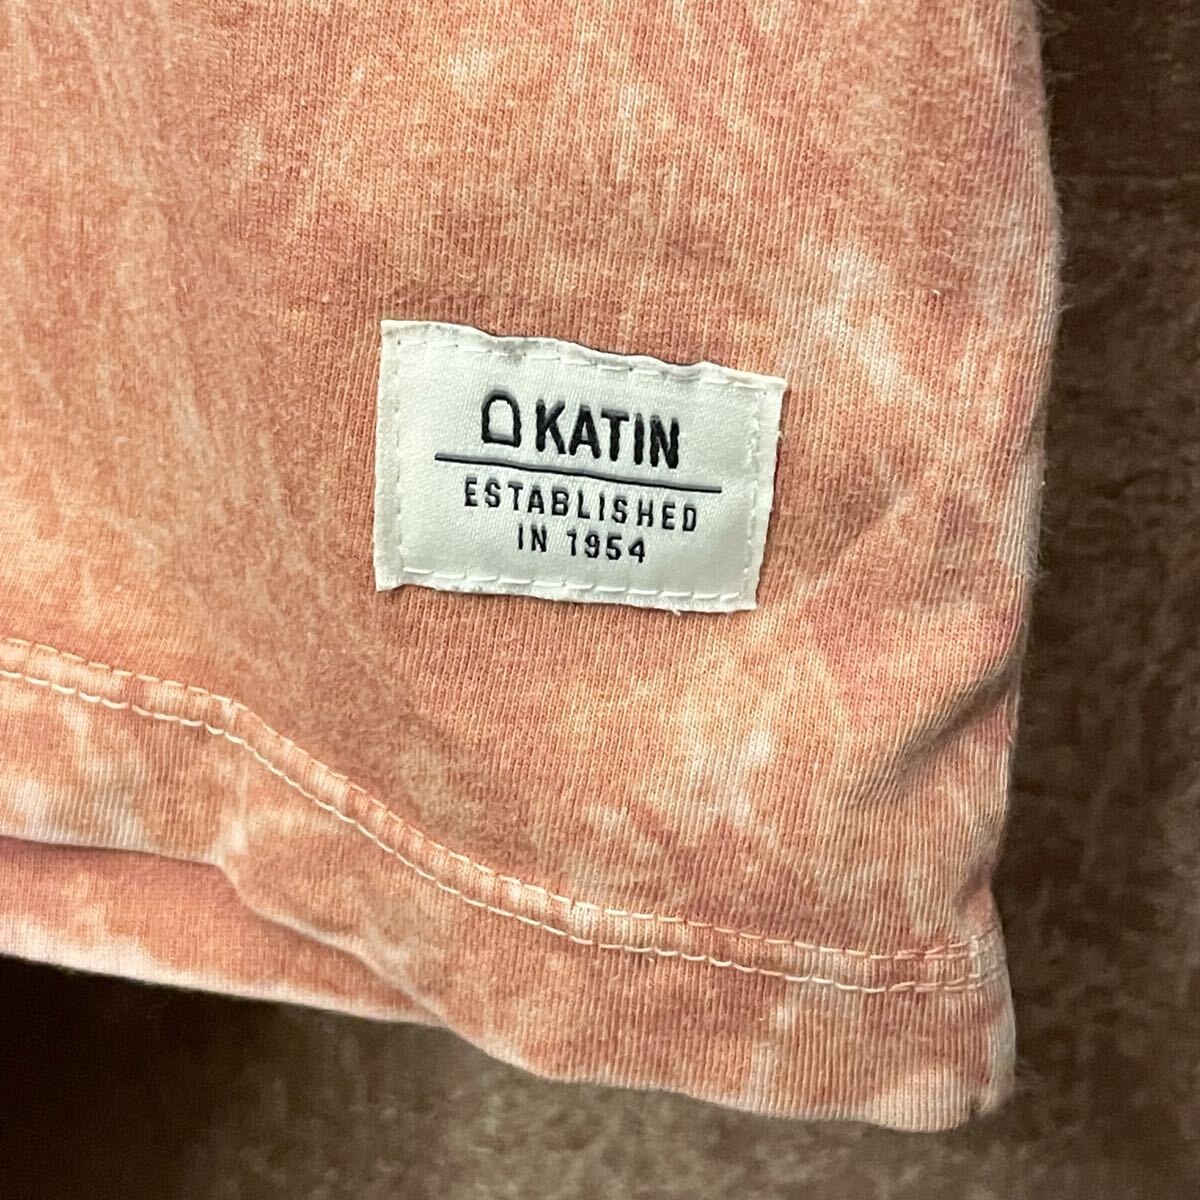 KATIN
ESTABLISHED
IN 1954